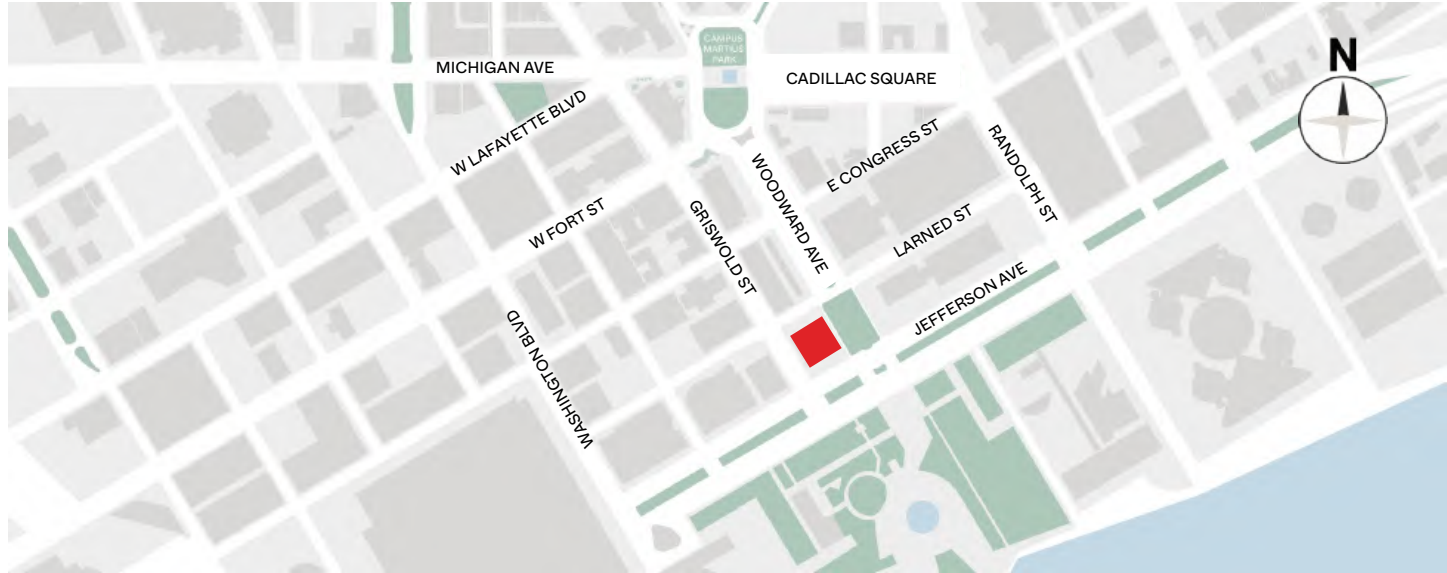 CAMPUS
MARTIUS
PARK
N
MICHIGAN AVE
CADILLAC SQUARE
W LAFAYETTE BLVD
E CONGRESS ST
RANDOLPH ST
WOODWARD AVE
W FORT ST
GRISWOLD ST
LARNED ST
JEFFERSON AVE
WASHINGTON BLVD